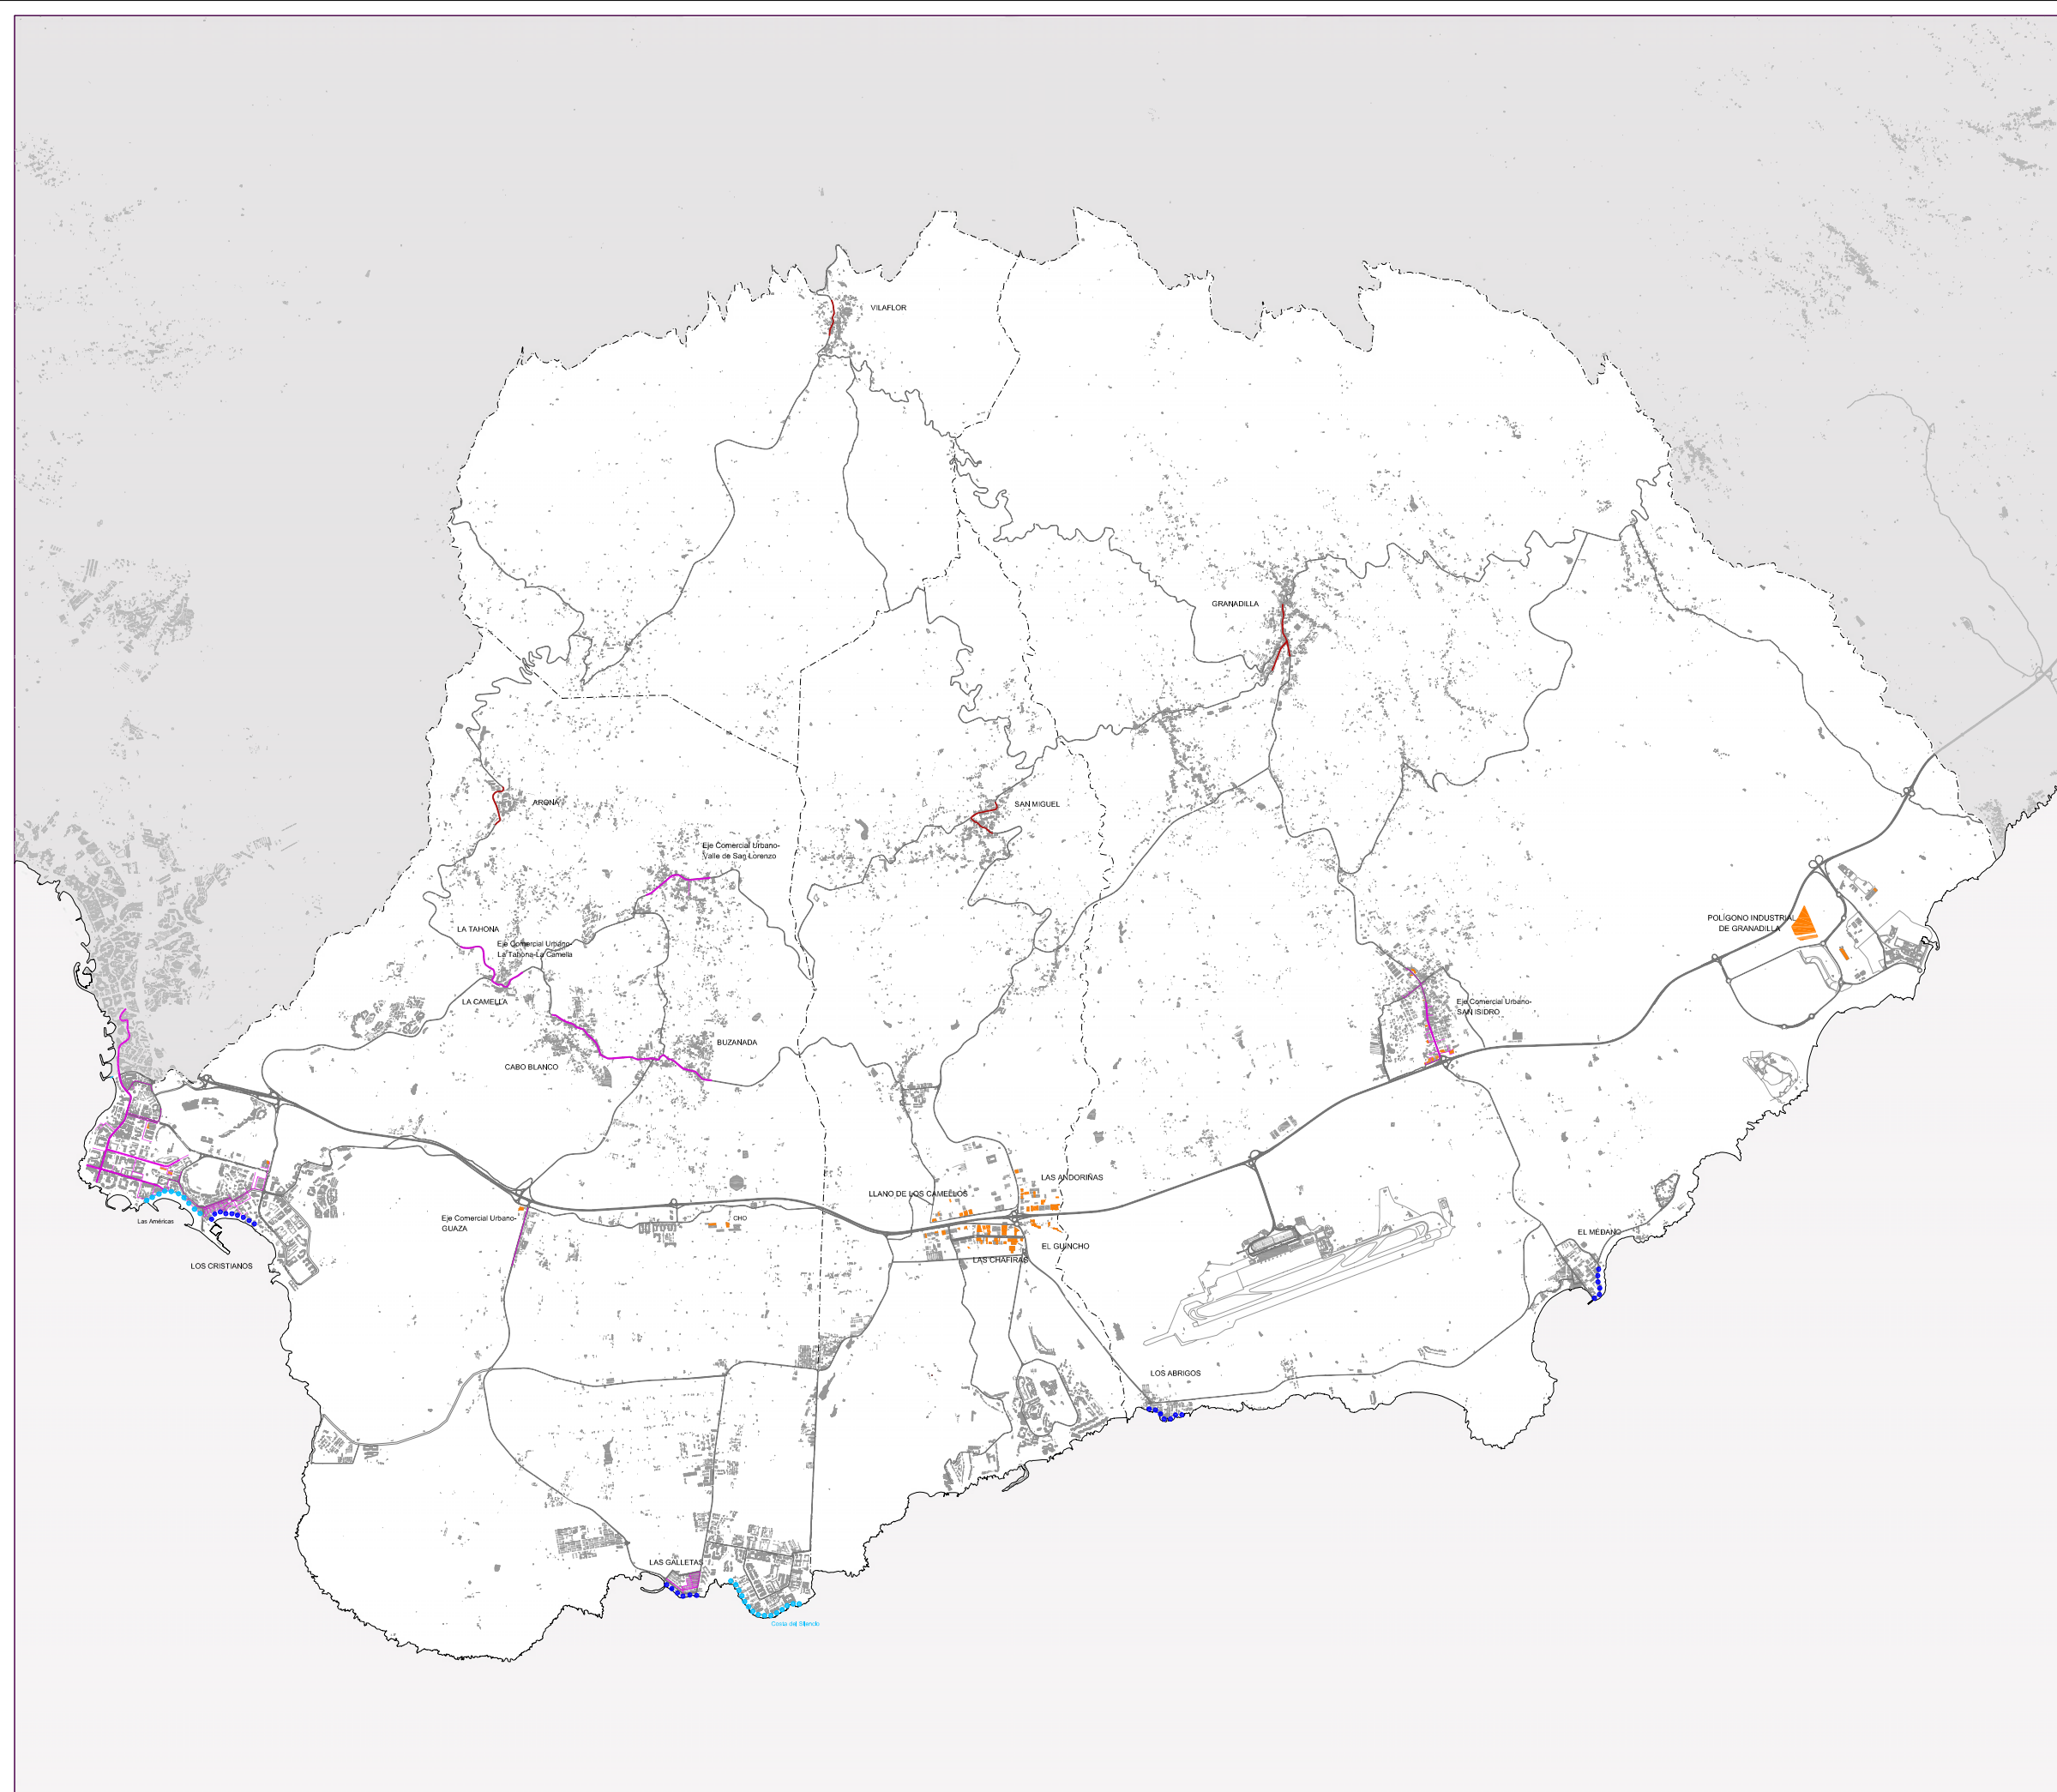 VILAFLOR
GRANADILLA
ARONA
SAN MIGUEL
Eje Comercial Urbano-
Valle de San Lorenzo
POLÍGONO INDUSTRIAL
DE GRANADILLA
LA TAHONA
Eje Comercial Urbano-
La Tahona-La Camella
LA CAMELLA
Eje Comercial Urbano-
SAN ISIDRO
BUZANADA
CABO BLANCO
LAS ANDORIÑAS
LLANO DE LOS CAMELLOS
Las Américas
Eje Comercial Urbano-
GUAZA
CHO
EL MÉDANO
EL GUINCHO
LAS CHAFIRAS
LOS CRISTIANOS
LOS ABRIGOS
LAS GALLETAS
Costa del Silencio